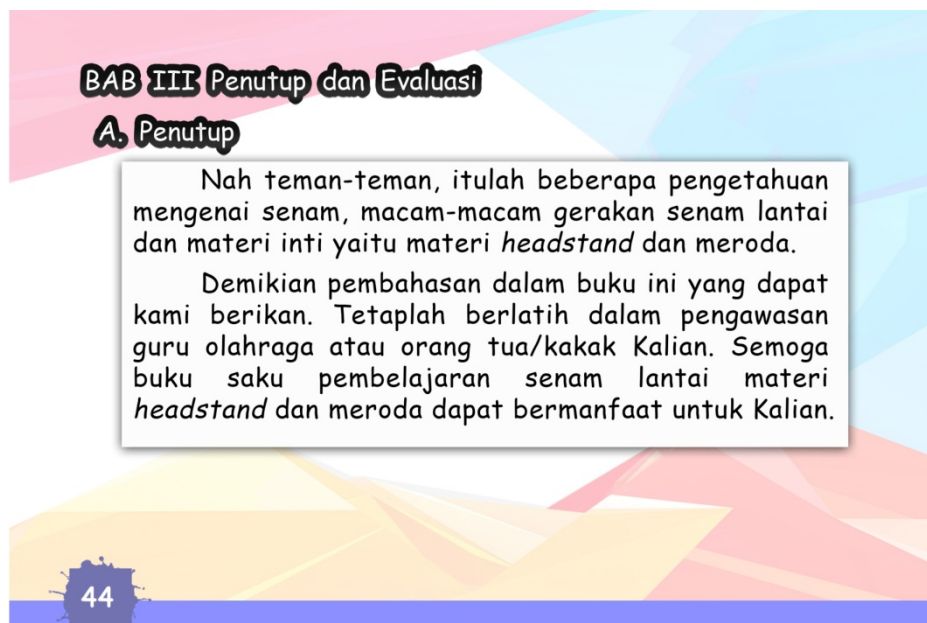 BAB III Penutup dan Evaluasi
A. Penutup
Nah teman-teman, itulah beberapa pengetahuan
mengenai senam, macam-macam gerakan senam lantai
dan materi inti yaitu materi headstand dan meroda.
Demikian pembahasan dalam buku ini yang dapat
kami berikan. Tetaplah berlatih dalam pengawasan
guru olahraga atau orang tua/kakak Kalian. Semoga
buku saku pembelajaran senam lantai materi
headstand dan meroda dapat bermanfaat untuk Kalian.
44